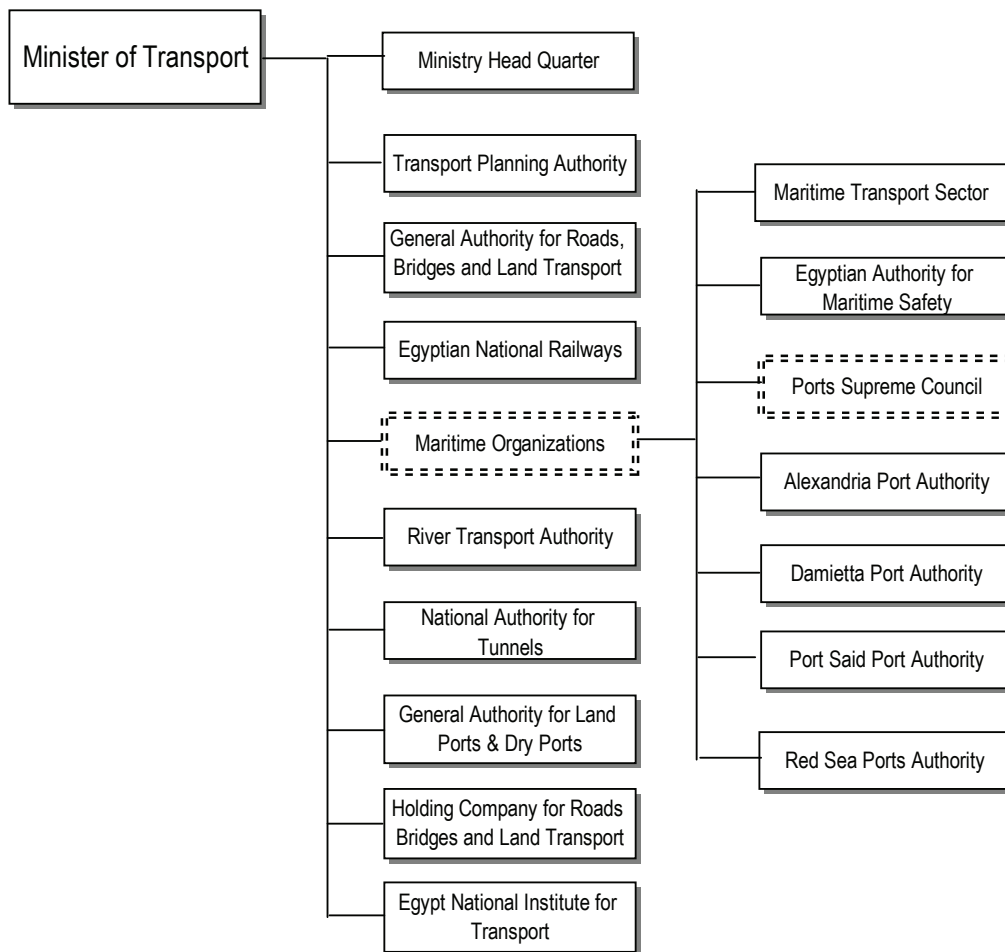 Minister of Transport
Ministry Head Quarter
Transport Planning Authority
General Authority for Roads,
Bridges and Land Transport
Egyptian National Railways
Maritime Organizations
River Transport Authority
National Authority for
Tunnels
General Authority for Land
Ports & Dry Ports
Holding Company for Roads
Bridges and Land Transport
Egypt National Institute for
Transport
Maritime Transport Sector
Egyptian Authority for
Maritime Safety
Ports Supreme Council
Alexandria Port Authority
Damietta Port Authority
Port Said Port Authority
Red Sea Ports Authority